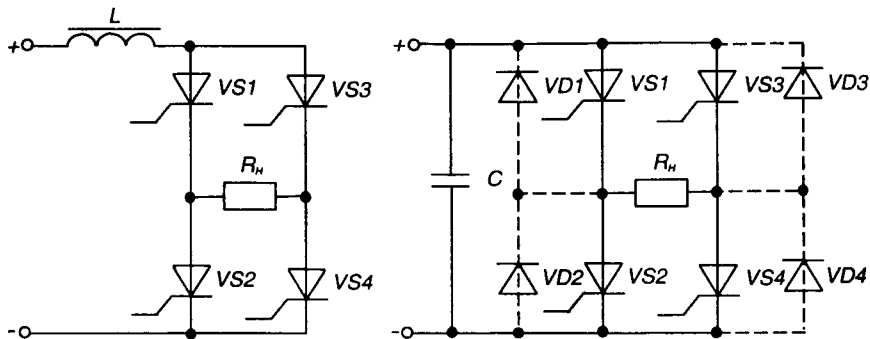 L
+
VS1
VS3
Rн
VS2
VS4
-
+
VD1
VS1
VS3
VD3
C
Rн
VD2
VS2
VS4
VD4
-